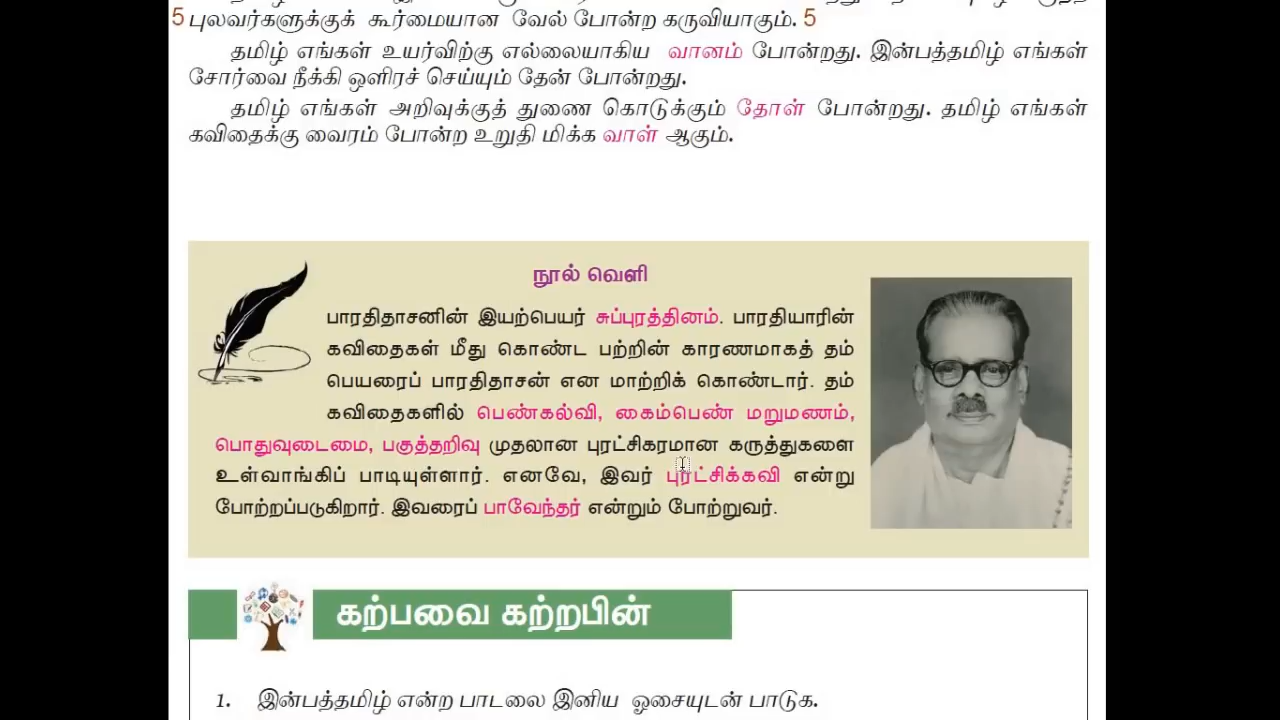 5 புலவர்களுக்குக் கூர்மையான வேல் போன்ற கருவியாகும். 5
தமிழ் எங்கள் உயர்விற்கு எல்லையாகிய வானம் போன்றது. இன்பத்தமிழ் எங்கள்
சோர்வை நீக்கி ஒளிரச் செய்யும் தேன் போன்றது.
தமிழ் எங்கள் அறிவுக்குத் துணை கொடுக்கும் தோள் போன்றது. தமிழ் எங்கள்
கவிதைக்கு வைரம் போன்ற உறுதி மிக்க வாள் ஆகும்.
நூல் வெளி
பாரதிதாசனின் இயற்பெயர் சுப்புரத்தினம். பாரதியாரின்
கவிதைகள் மீது கொண்ட பற்றின் காரணமாகத் தம்
பெயரைப் பாரதிதாசன் என மாற்றிக் கொண்டார். தம்
கவிதைகளில் பெண்கல்வி, கைம்பெண் மறுமணம்,
பொதுவுடைமை, பகுத்தறிவு முதலான புரட்சிகரமான கருத்துகளை
உள்வாங்கிப் பாடியுள்ளார். எனவே, இவர் புரட்சிக்கவி என்று
போற்றப்படுகிறார். இவரைப் பாவேந்தர் என்றும் போற்றுவர்.
கற்பவை கற்றபின்
1. இன்பத்தமிழ் என்ற பாடலை இனிய ஓசையுடன் பாடுக.